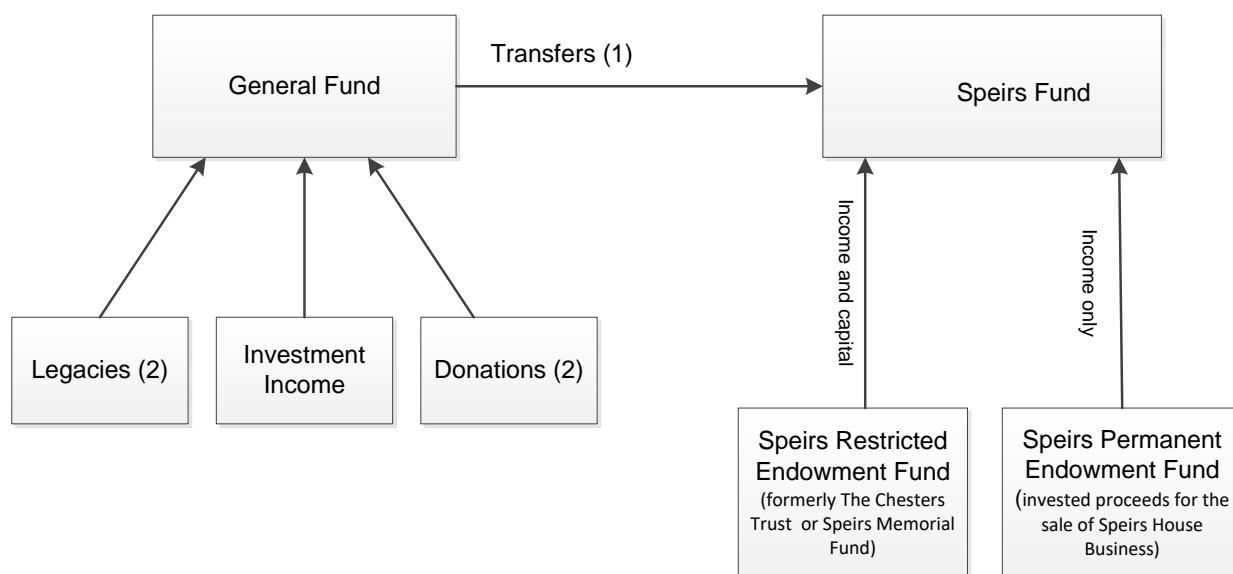 General Fund
Transfers (1)
Speirs Fund
Income and capital
Income only
Legacies (2)
Investment
Income
Donations (2)
Speirs Restricted
Endowment Fund
(formerly The Chesters
Trust or Speirs Memorial
Fund)
Speirs Permanent
Endowment Fund
(invested proceeds for the
sale of Speirs House
Business)